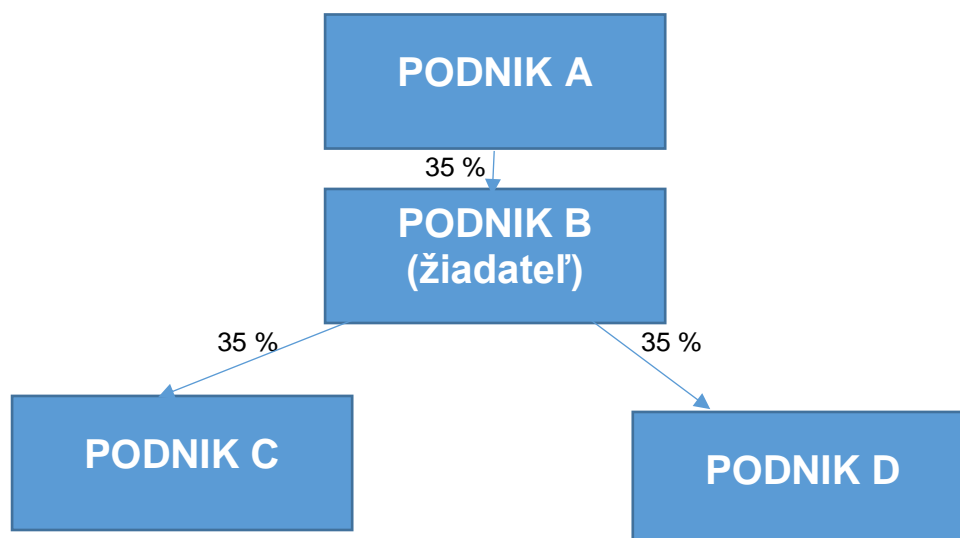 PODNIK A
35 %
PODNIK B
(žiadateľ)
35 %
35 %
PODNIK C
PODNIK D